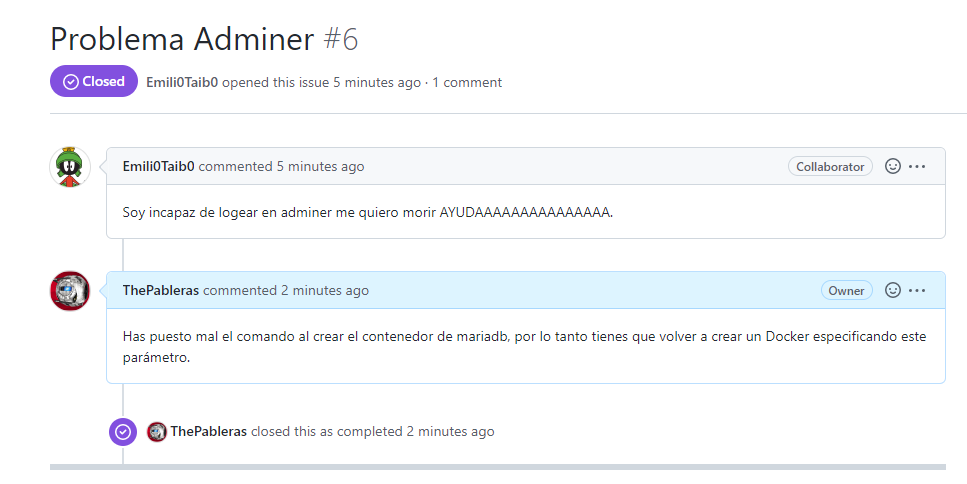 Problema Adminer #6
Closed Emili0Taib0 opened this issue 5 minutes ago · 1 comment
Emili0Taib0 commented 5 minutes ago Collaborator
Soy incapaz de logear en adminer me quiero morir AYUDAAAAAAAAAAAAAAA.
ThePableras commented 2 minutes ago Owner
Has puesto mal el comando al crear el contenedor de mariadb, por lo tanto tienes que volver a crear un Docker especificando este
parámetro.
ThePableras closed this as completed 2 minutes ago